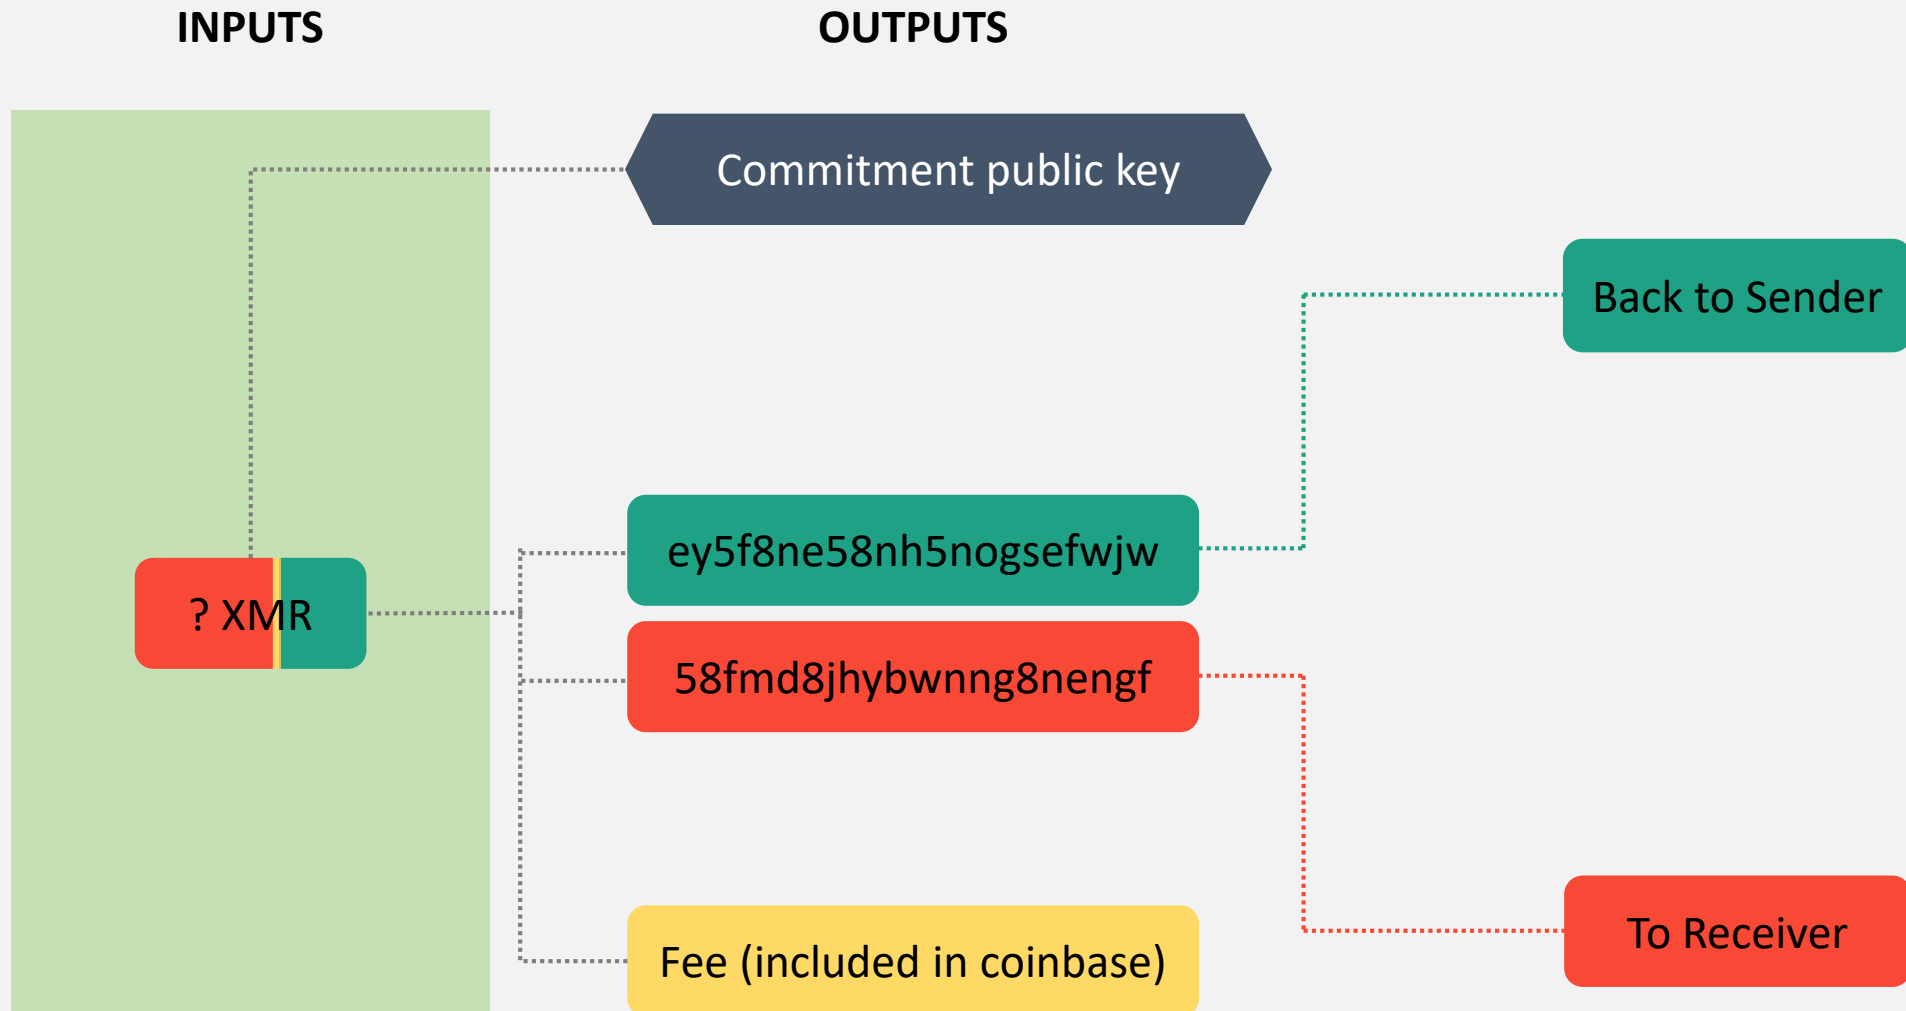 INPUTS
OUTPUTS
Commitment public key
Back to Sender
ey5f8ne58nh5nogsefwjw
? XMR
58fmd8jhybwnng8nengf
To Receiver
Fee (included in coinbase)